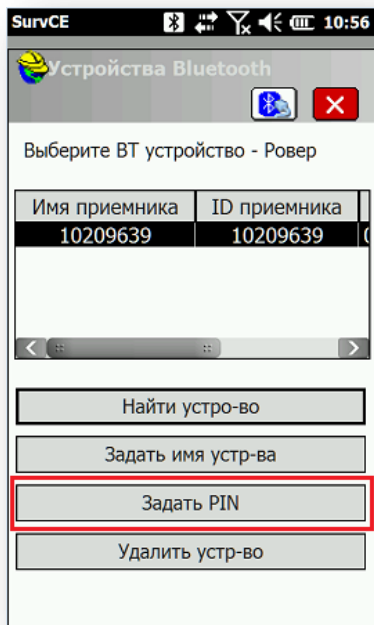 SurvCE 10:56
Устройства Bluetooth
Выберите BT устройство - Ровер
Имя приемника ID приемника
10209639 10209639
Найти устро-во
Задать имя устр-ва
Задать PIN
Удалить устр-во